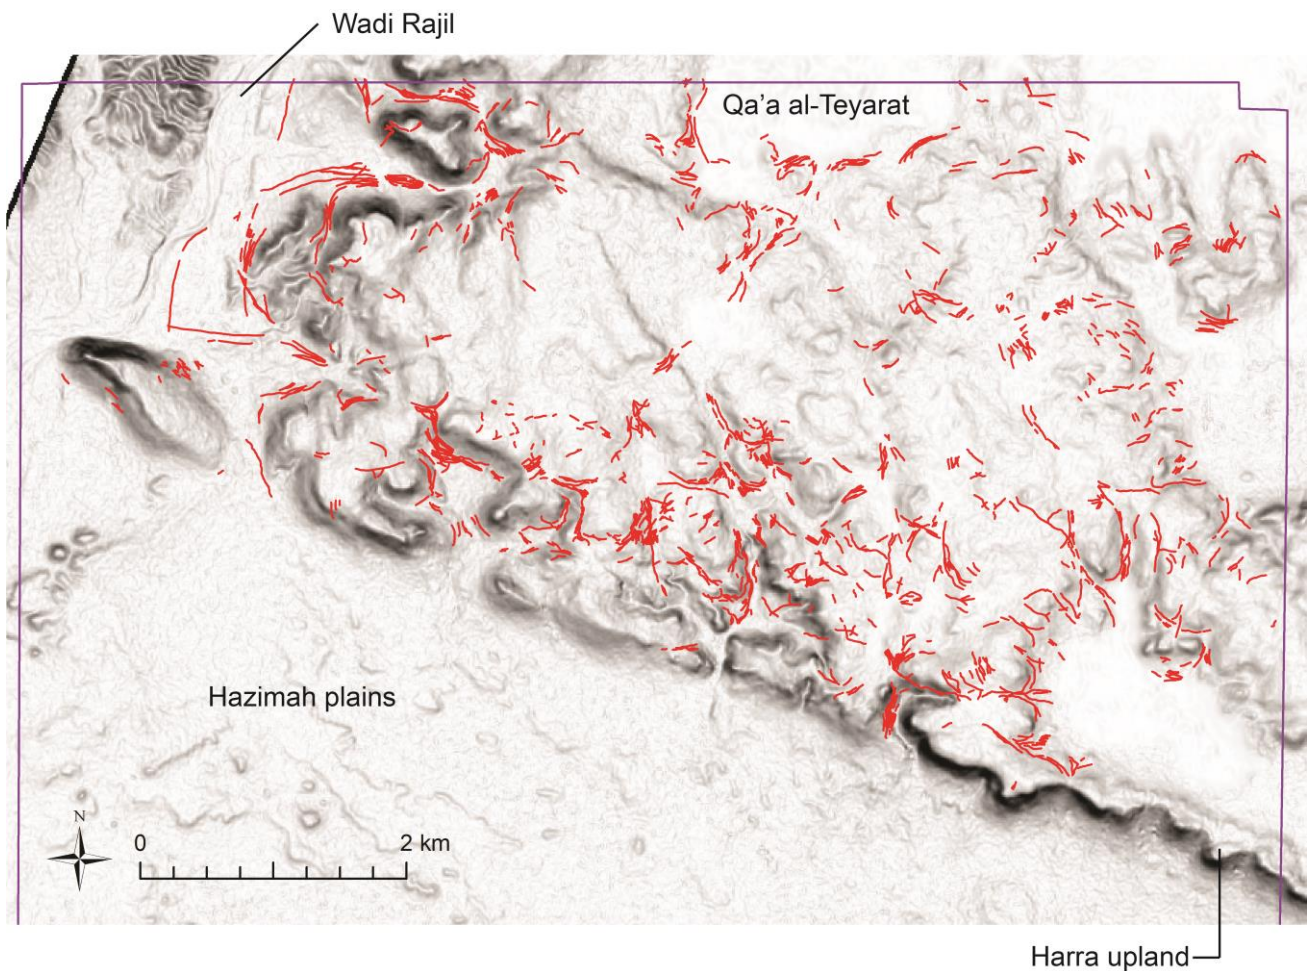 Wadi Rajil
Qa'a al-Teyarat
Hazimah plains
N
0
2 km
Harra upland